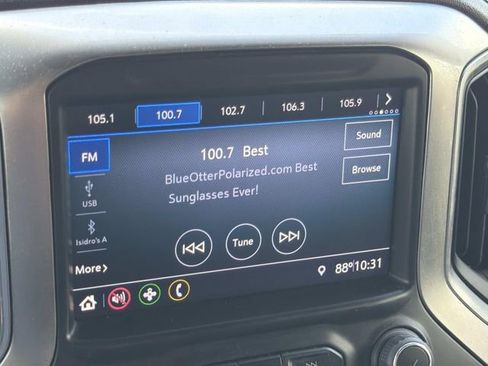 105.1 100.7 102.7 106.3 105.9
FM
100.7 Best
Sound
BlueOtterPolarized.com Best
Sunglasses Ever!
Browse
USB
Isidro's A
Tune
More
88° 10:31